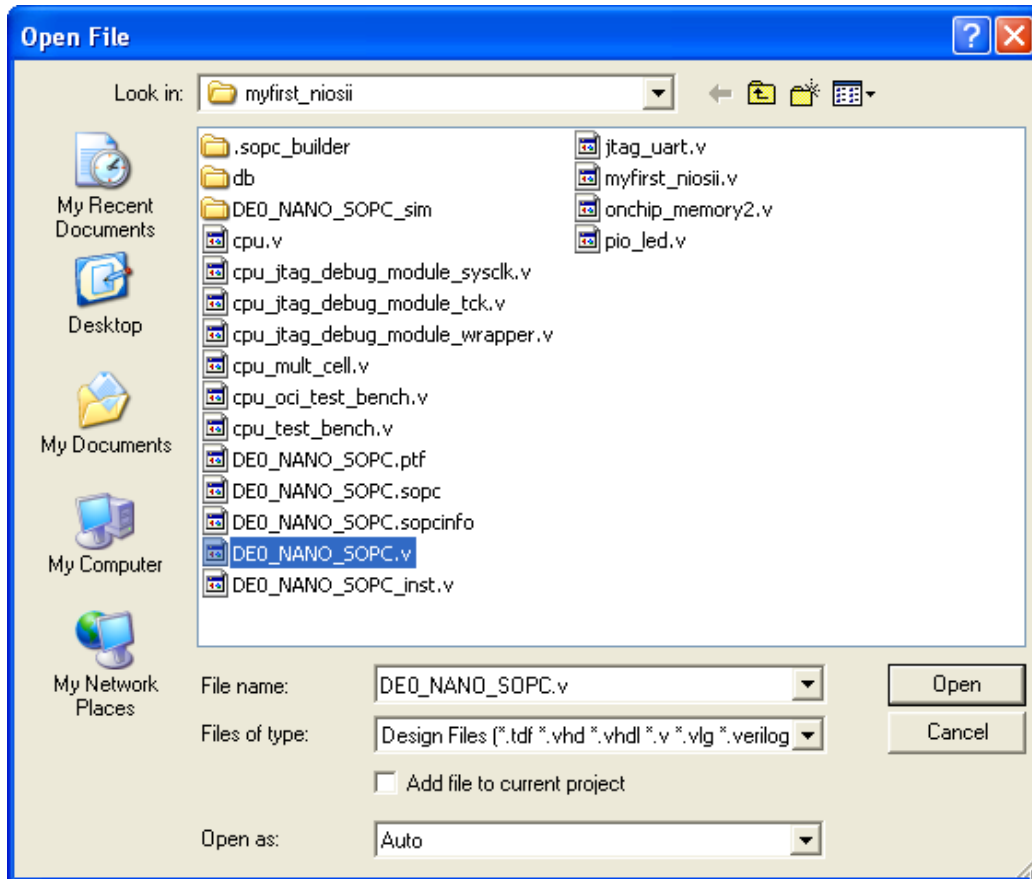 Open File
Look in: myfirst_niosii
My Recent
Documents
Desktop
My Documents
My Computer
My Network
Places
.sopc_builder
db
DE0_NANO_SOPC_sim
cpu.v
cpu_jtag_debug_module_sysclk.v
cpu_jtag_debug_module_tck.v
cpu_jtag_debug_module_wrapper.v
cpu_mult_cell.v
cpu_oci_test_bench.v
cpu_test_bench.v
DE0_NANO_SOPC.ptf
DE0_NANO_SOPC.sopc
DE0_NANO_SOPC.sopcinfo
DE0_NANO_SOPC.v
DE0_NANO_SOPC_inst.v
jtag_uart.v
myfirst_niosii.v
onchip_memory2.v
pio_led.v
File name: DE0_NANO_SOPC.v Open
Files of type: Design Files (*.tdf *.vhd *.vhdl *.v *.vlg *.verilog Cancel
Add file to current project
Open as: Auto